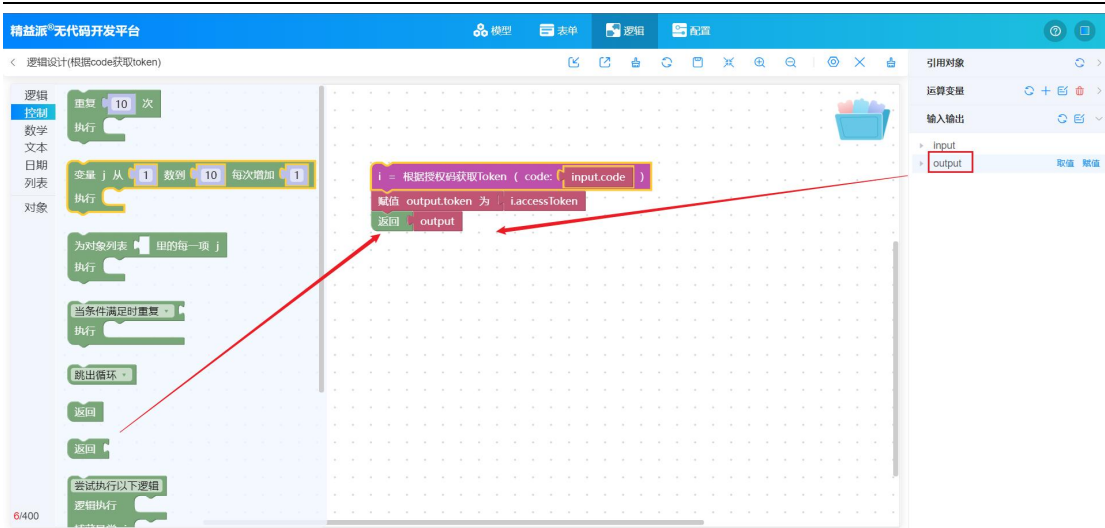 精益派®无代码开发平台
模型 表单 逻辑 配置
逻辑设计(根据code获取token)
引用对象
运算变量
输入输出
input
output 取值 赋值
逻辑
控制
数学
文本
日期
列表
对象
重复 10 次
执行
变量 j 从 1 数到 10 每次增加 1
执行
为对象列表 里的每一项 j
执行
当条件满足时重复
执行
跳出循环
返回
返回
尝试执行以下逻辑
逻辑执行
i = 根据授权码获取Token ( code: input.code )
赋值 output.token 为 i.accessToken
返回 output
6/400